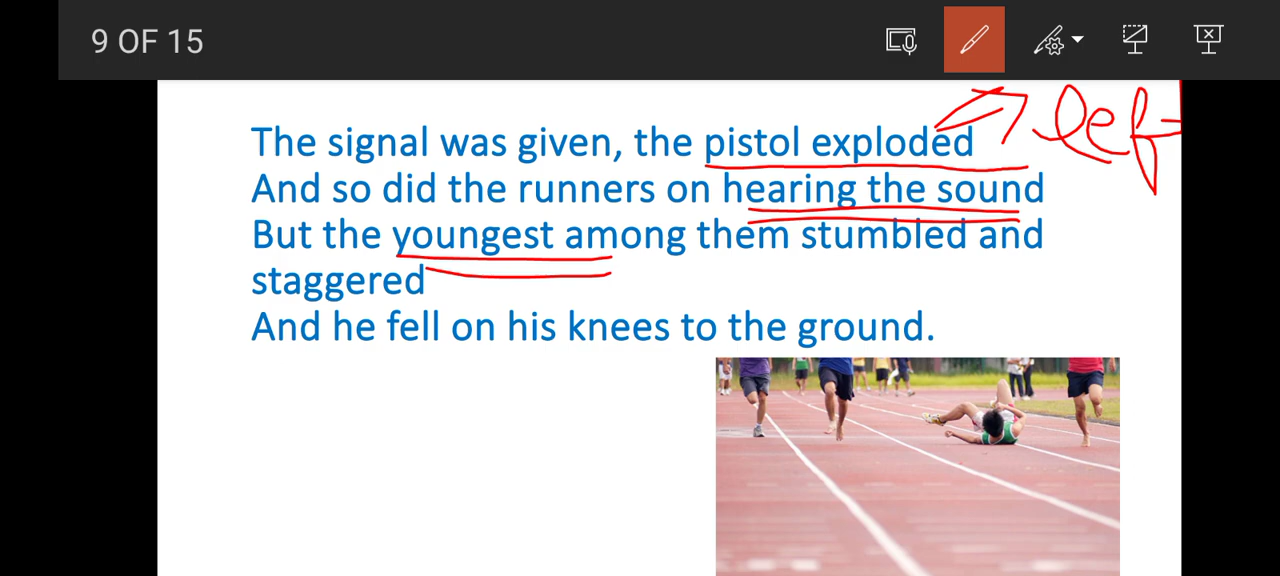 9 OF 15
lef
The signal was given, the pistol exploded
And so did the runners on hearing the sound
But the youngest among them stumbled and
staggered
And he fell on his knees to the ground.